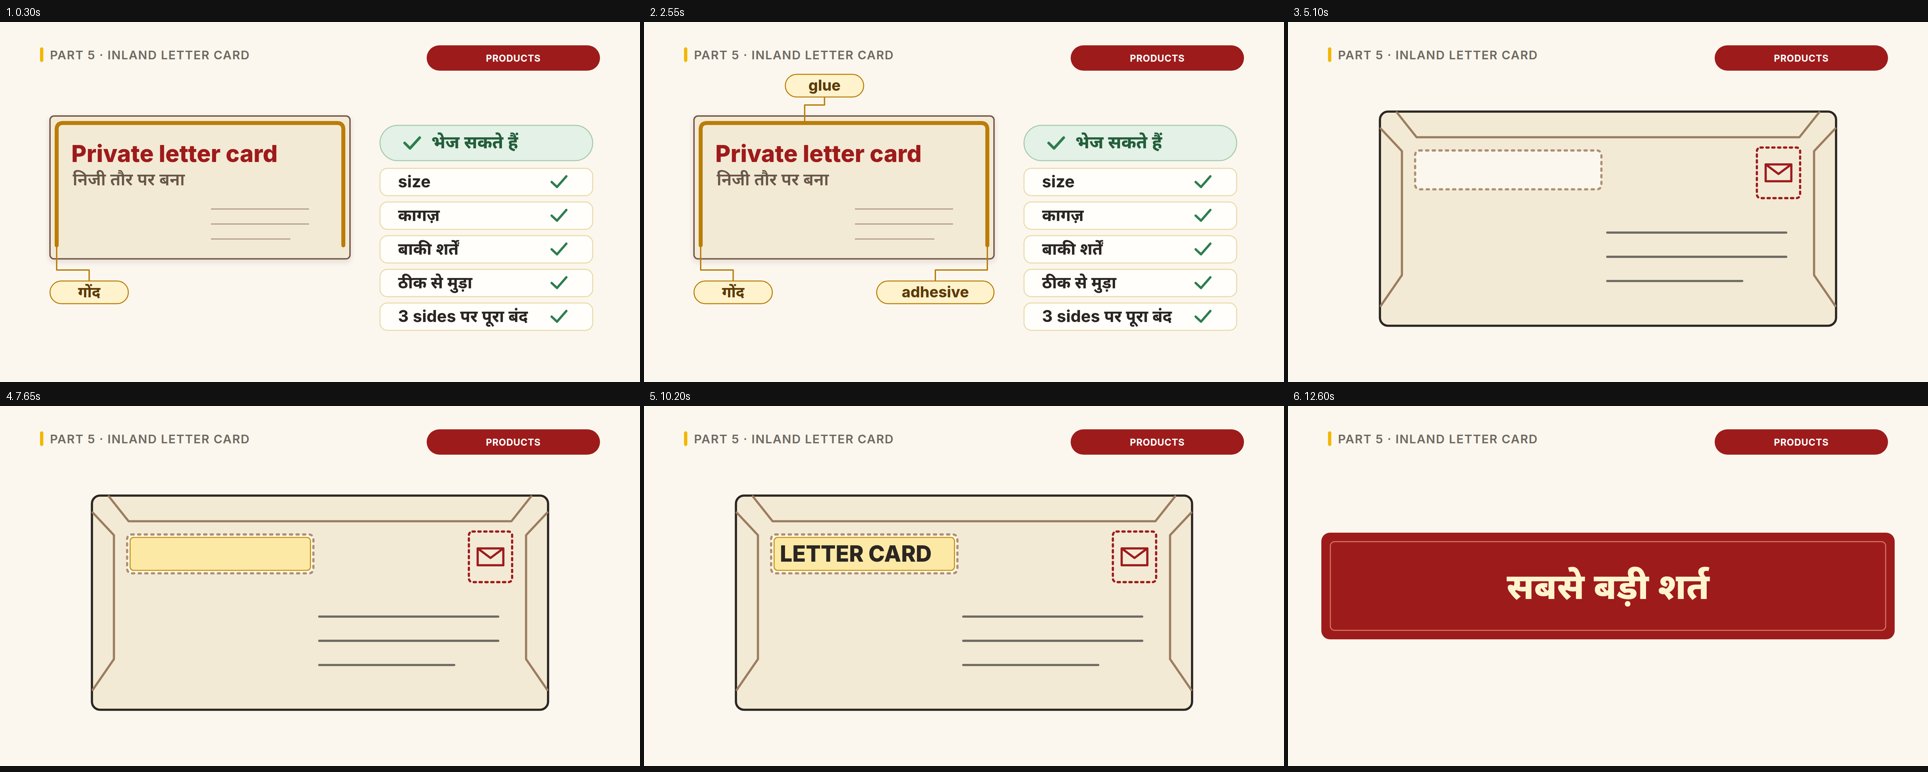 1. 0.30s
PART 5 · INLAND LETTER CARD
PRODUCTS
Private letter card
निजी तौर पर बना
गोंद
भेज सकते हैं
size
कागज़
बाकी शर्तें
ठीक से मुड़ा
3 sides पर पूरा बंद
2. 2.55s
PART 5 · INLAND LETTER CARD
PRODUCTS
glue
Private letter card
निजी तौर पर बना
गोंद
adhesive
भेज सकते हैं
size
कागज़
बाकी शर्तें
ठीक से मुड़ा
3 sides पर पूरा बंद
3. 5.10s
PART 5 · INLAND LETTER CARD
PRODUCTS
4. 7.65s
PART 5 · INLAND LETTER CARD
PRODUCTS
5. 10.20s
PART 5 · INLAND LETTER CARD
PRODUCTS
LETTER CARD
6. 12.60s
PART 5 · INLAND LETTER CARD
PRODUCTS
सबसे बड़ी शर्त